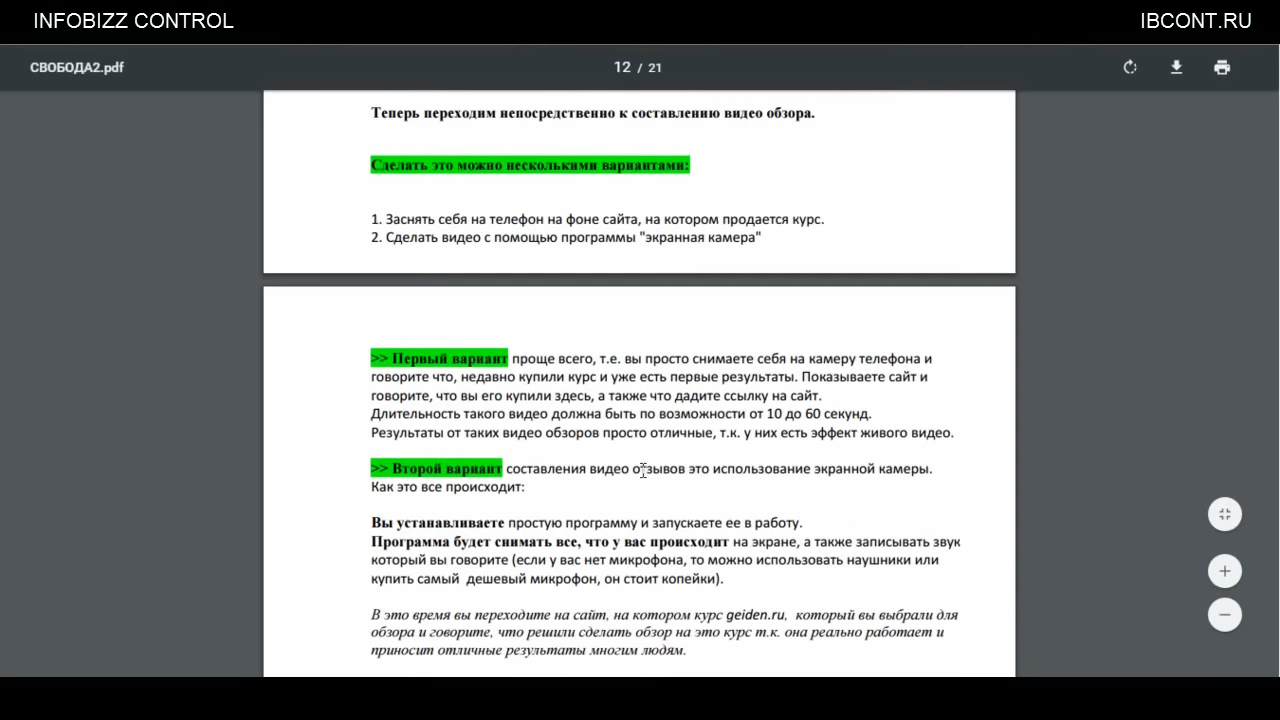 INFOBIZZ CONTROL
IBCONT.RU
СВОБОДА2.pdf
12 / 21
Теперь переходим непосредственно к составлению видео обзора.
Сделать это можно несколькими вариантами:
1. Заснять себя на телефон на фоне сайта, на котором продается курс.
2. Сделать видео с помощью программы "экранная камера"
>> Первый вариант проще всего, т.е. вы просто снимаете себя на камеру телефона и
говорите что, недавно купили курс и уже есть первые результаты. Показываете сайт и
говорите, что вы его купили здесь, а также что дадите ссылку на сайт.
Длительность такого видео должна быть по возможности от 10 до 60 секунд.
Результаты от таких видео обзоров просто отличные, т.к. у них есть эффект живого видео.
>> Второй вариант составления видео отзывов это использование экранной камеры.
Как это все происходит:
Вы устанавливаете простую программу и запускаете ее в работу.
Программа будет снимать все, что у вас происходит на экране, а также записывать звук
который вы говорите (если у вас нет микрофона, то можно использовать наушники или
купить самый дешевый микрофон, он стоит копейки).
В это время вы переходите на сайт, на котором курс geiden.ru, который вы выбрали для
обзора и говорите, что решили сделать обзор на это курс т.к. она реально работает и
приносит отличные результаты многим людям.